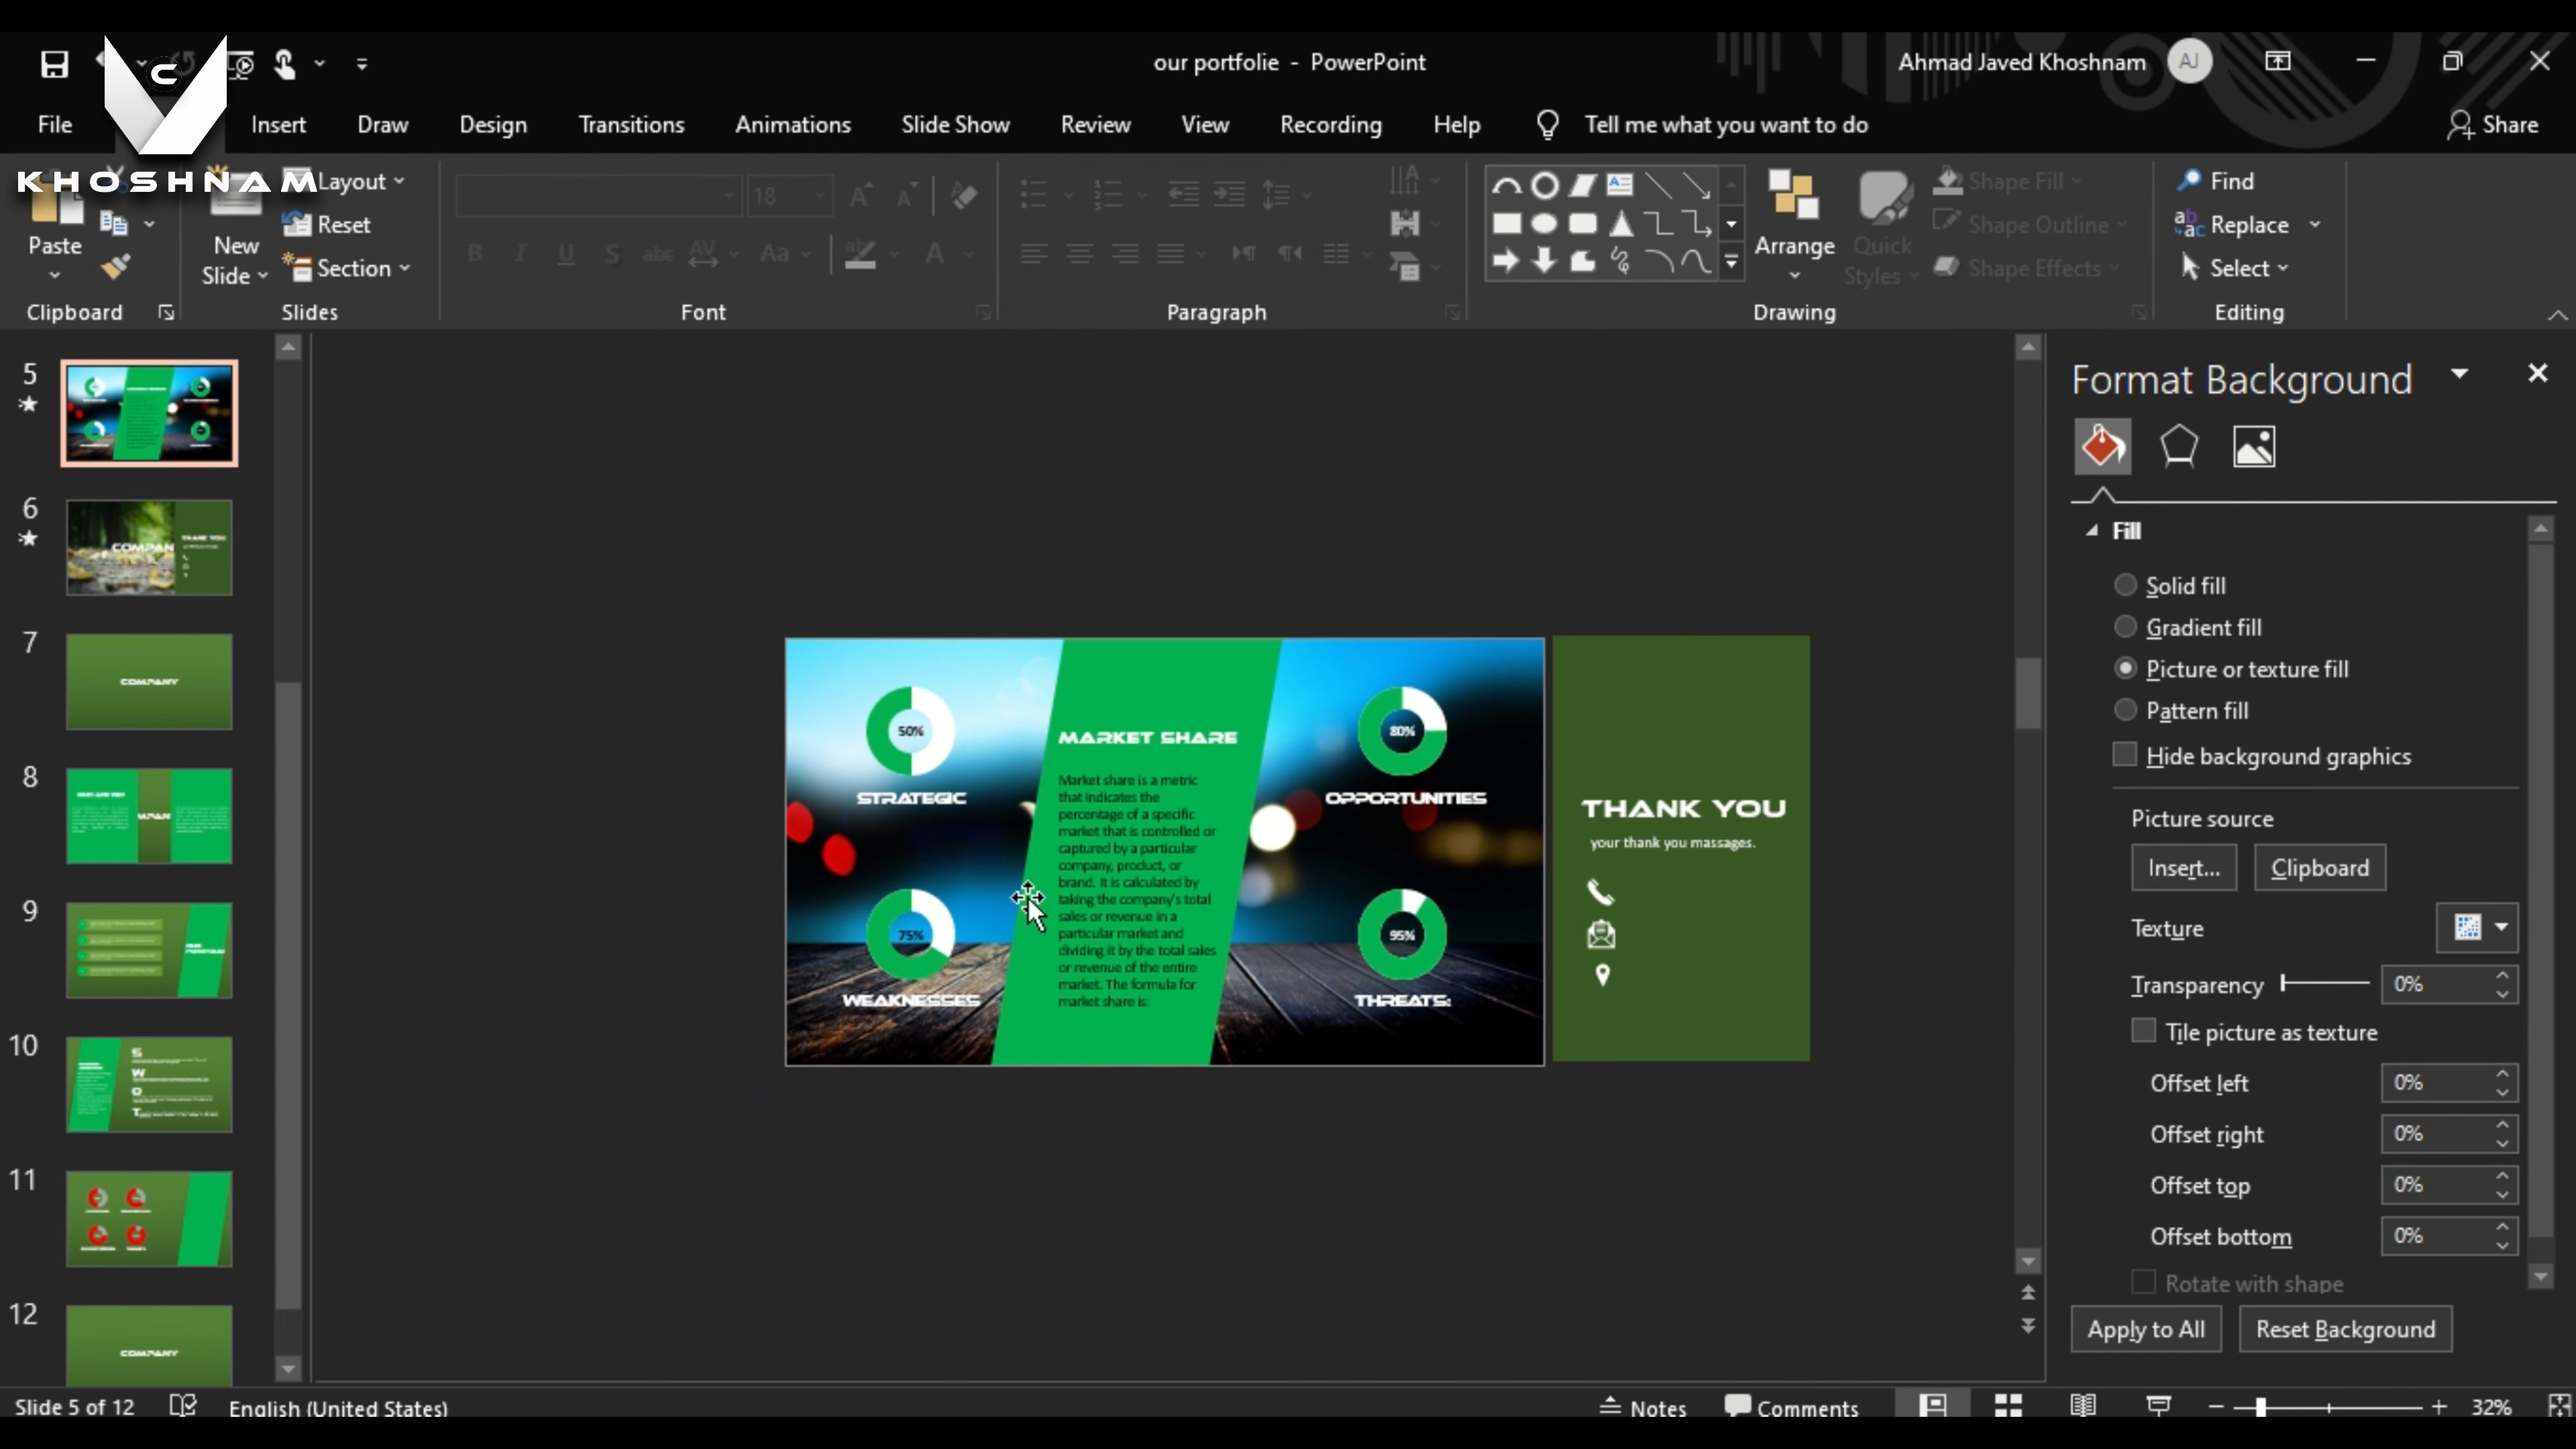 our portfolie - PowerPoint
Ahmad Javed Khoshnam
AJ
C
KHOSHNAM
File
Insert
Draw
Design
Transitions
Animations
Slide Show
Review
View
Recording
Help
Tell me what you want to do
Share
Paste
Clipboard
New
Slide
Layout
Reset
Section
Slides
18
Font
Paragraph
Arrange
Quick
Styles
Shape Fill
Shape Outline
Shape Effects
Drawing
Find
Replace
Select
Editing
5
6
THANK YOU
7
COMPANY
8
9
10
S
W
O
T
11
12
COMPANY
50%
STRATEGIC
75%
WEAKNESSES
MARKET SHARE
Market share is a metric
that indicates the
percentage of a specific
market that is controlled or
captured by a particular
company, product, or
brand. It is calculated by
taking the company's total
sales or revenue in a
particular market and
dividing it by the total sales
or revenue of the entire
market. The formula for
market share is:
80%
OPPORTUNITIES
95%
THREATS:
THANK YOU
your thank you massages.
Format Background
Fill
Solid fill
Gradient fill
Picture or texture fill
Pattern fill
Hide background graphics
Picture source
Insert...
Clipboard
Texture
Transparency
0%
Tile picture as texture
Offset left
0%
Offset right
0%
Offset top
0%
Offset bottom
0%
Rotate with shape
Apply to All
Reset Background
Slide 5 of 12
English (United States)
Notes
Comments
32%